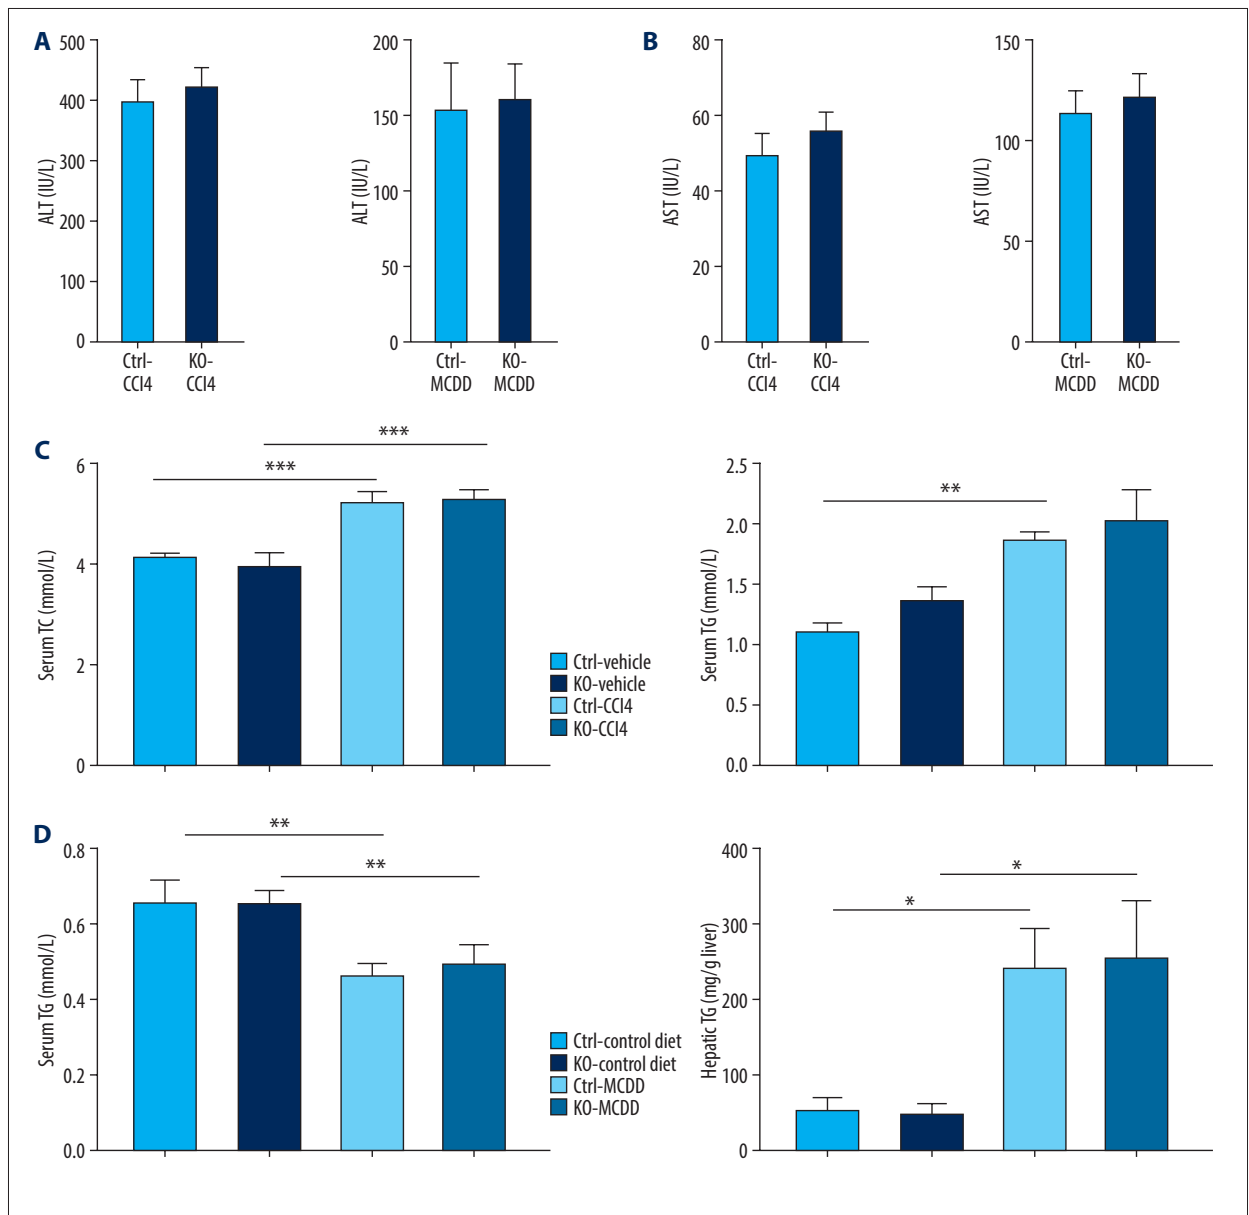 A
500
400
300
200
100
0
ALT (IU/L)
Ctrl-
CCl4
KO-
CCl4
200
150
100
50
0
ALT (IU/L)
Ctrl-
MCDD
KO-
MCDD
B
80
60
40
20
0
AST (IU/L)
Ctrl-
CCl4
KO-
CCl4
150
100
50
0
AST (IU/L)
Ctrl-
MCDD
KO-
MCDD
C
***
***
6
4
2
0
Serum TC (mmol/L)
Ctrl-vehicle
KO-vehicle
Ctrl-CCl4
KO-CCl4
**
2.5
2.0
1.5
1.0
0.5
0.0
Serum TG (mmol/L)
D
**
**
0.8
0.6
0.4
0.2
0.0
Serum TG (mmol/L)
Ctrl-control diet
KO-control diet
Ctrl-MCDD
KO-MCDD
*
*
400
300
200
100
0
Hepatic TG (mg/g liver)